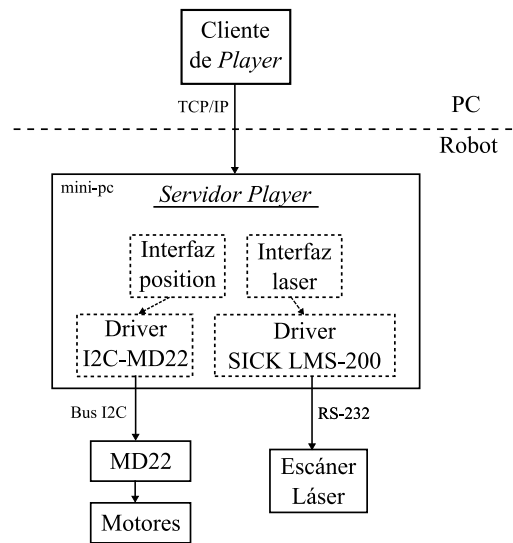 Cliente
de Player
TCP/IP
PC
Robot
mini-pc
Servidor Player
Interfaz
position
Interfaz
laser
Driver
I2C-MD22
Driver
SICK LMS-200
Bus I2C
RS-232
MD22
Escáner
Láser
Motores